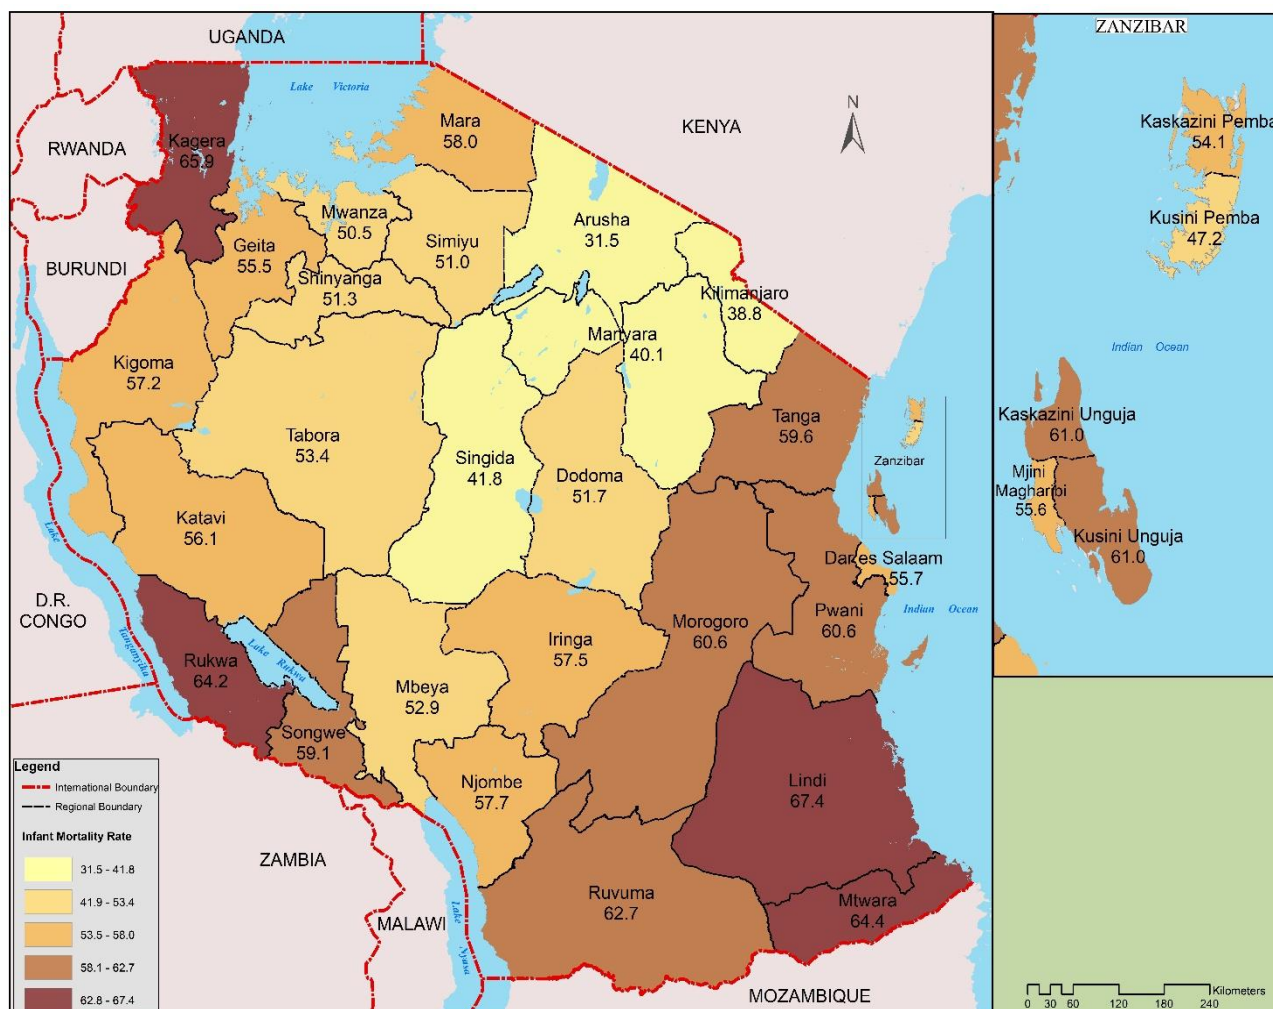 UGANDA
Lake Victoria
Mara
58.0
KENYA
N
Kagera
65.9
RWANDA
Mwanza
50.5
Simiyu
51.0
Arusha
31.5
Geita
55.5
BURUNDI
Shinyanga
51.3
Kilimanjaro
38.8
Manyara
40.1
Kigoma
57.2
Tabora
53.4
Singida
41.8
Dodoma
51.7
Tanga
59.6
Zanzibar
Katavi
56.1
Lake Tanganyika
D.R.
CONGO
Dar es Salaam
55.7
Indian Ocean
Pwani
60.6
Morogoro
60.6
Iringa
57.5
Rukwa
64.2
Lake Rukwa
Mbeya
52.9
Songwe
59.1
Njombe
57.7
Lindi
67.4
ZAMBIA
MALAWI
Lake Nyasa
Ruvuma
62.7
Mtwara
64.4
MOZAMBIQUE
Legend
International Boundary
Regional Boundary
Infant Mortality Rate
31.5 - 41.8
41.9 - 53.4
53.5 - 58.0
58.1 - 62.7
62.8 - 67.4
ZANZIBAR
Kaskazini Pemba
54.1
Kusini Pemba
47.2
Indian Ocean
Kaskazini Unguja
61.0
Mjini
Magharibi
55.6
Kusini Unguja
61.0
Kilometers
0 30 60 120 180 240